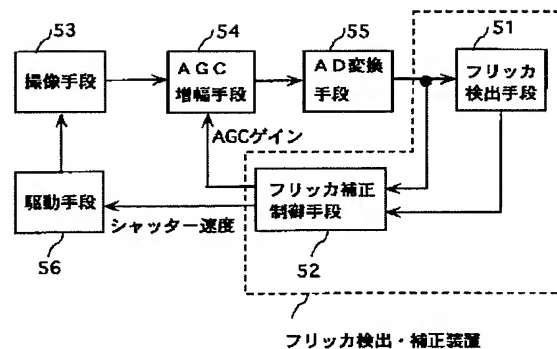 53
54
55
51
撮像手段
AGC
増幅手段
AD変換
手段
フリッカ
検出手段
AGCゲイン
駆動手段
シャッター速度
フリッカ補正
制御手段
56
52
フリッカ検出・補正装置